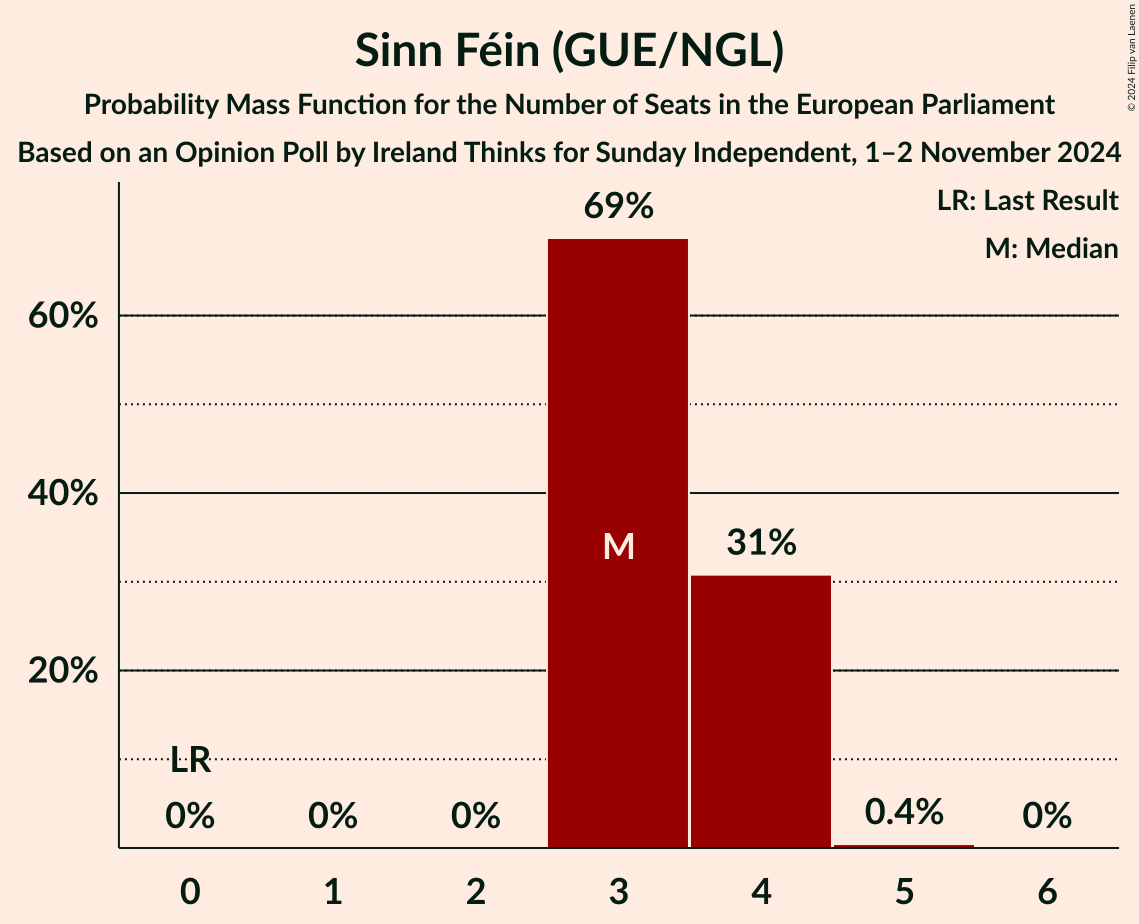 Sinn Féin (GUE/NGL)
Probability Mass Function for the Number of Seats in the European Parliament
Based on an Opinion Poll by Ireland Thinks for Sunday Independent, 1–2 November 2024
© 2024 Filip van Laenen
LR: Last Result
M: Median
69%
60%
40%
M
31%
20%
LR
0%
0%
0%
0.4%
0%
0
1
2
3
4
5
6